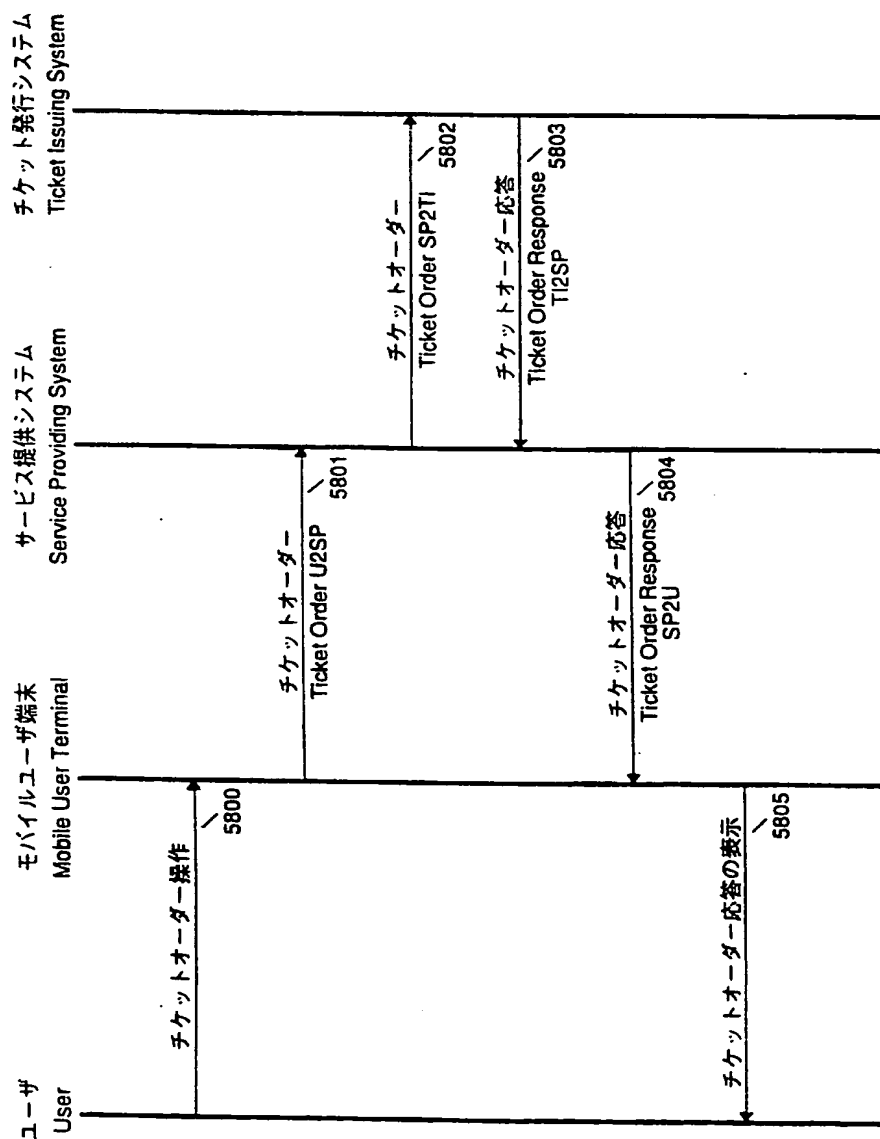 ユーザ
User
モバイルユーザ端末
Mobile User Terminal
サービス提供システム
Service Providing System
チケット発行システム
Ticket Issuing System
チケットオーダー操作
5800
チケットオーダー
Ticket Order U2SP
5801
チケットオーダー
Ticket Order SP2TI
5802
チケットオーダー応答
Ticket Order Response
TI2SP
5803
チケットオーダー応答
Ticket Order Response
SP2U
5804
チケットオーダー応答の表示
5805